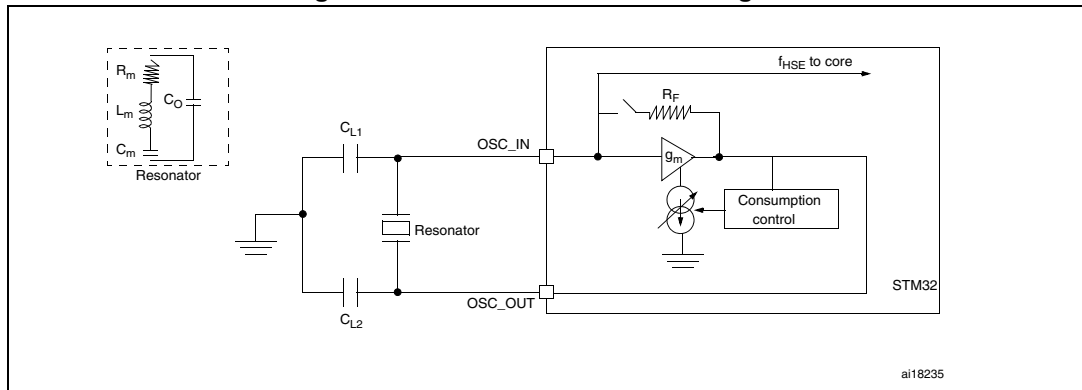 fHSE to core
Rm
RF
CO
Lm
CL1
OSC_IN
Cm
gm
Resonator
Consumption
control
Resonator
STM32
OSC_OUT
CL2
ai18235